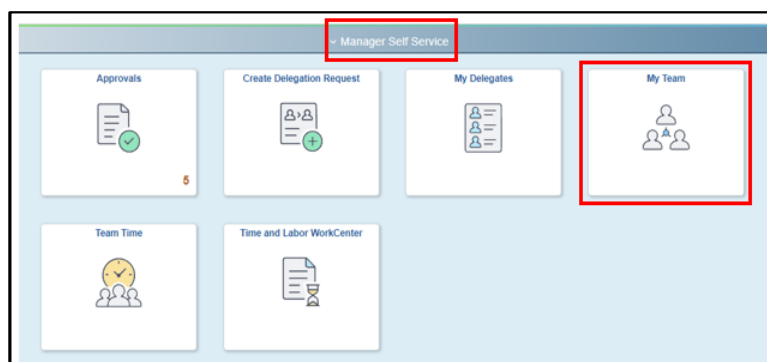 Manager Self Service
Approvals
Create Delegation Request
My Delegates
My Team
5
Team Time
Time and Labor WorkCenter